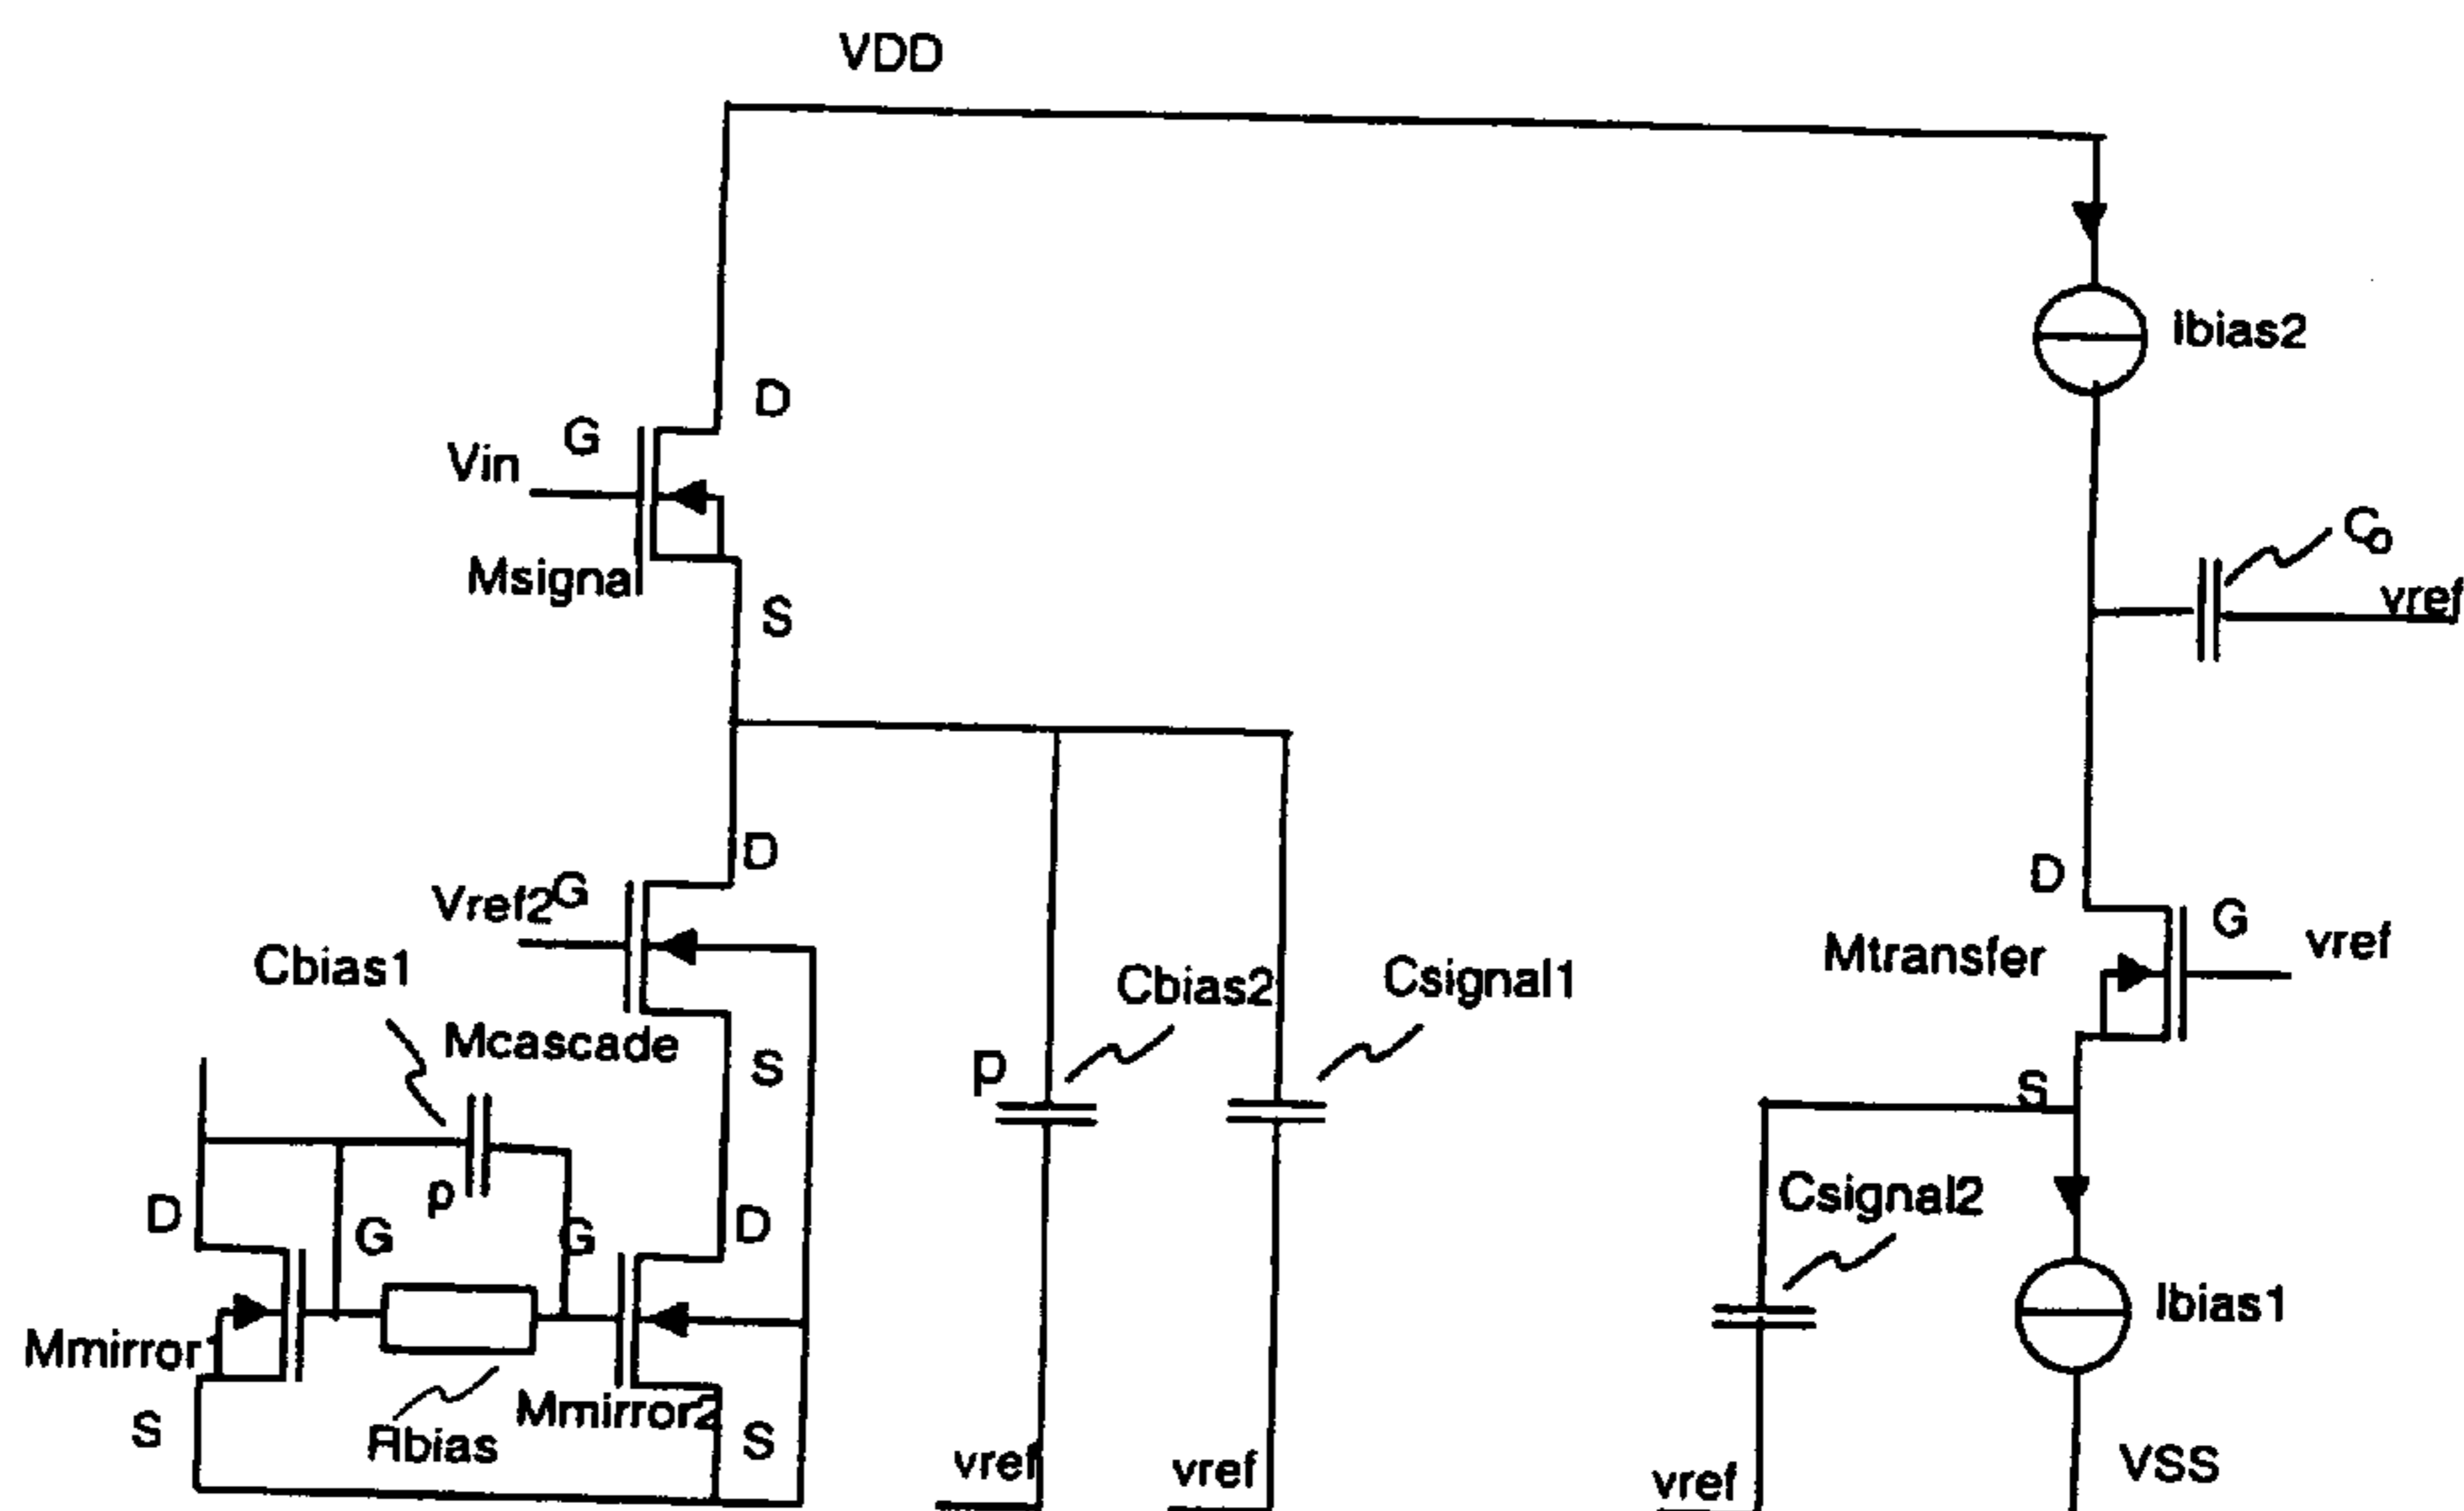 VDD
Ibias2
D
G
Vin
Msignal
S
Co
vref
D
Vref2
G
D
G
vref
Mtransfer
Cbias1
Cbias2
Csignal1
Mcascade
S
p
S
p
Csignal2
D
G
G
D
Ibias1
Mmirror1
Mmirror2
S
Rbias
S
vref
vref
vref
VSS